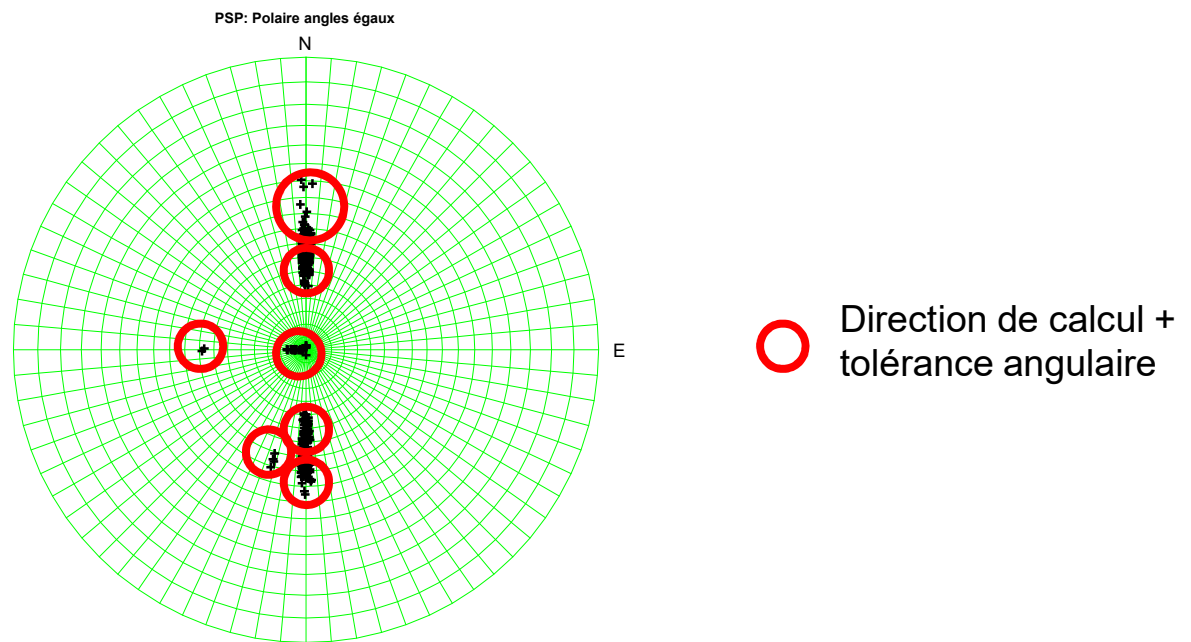 PSP: Polaire angles égaux
N
E
Direction de calcul +
tolérance angulaire